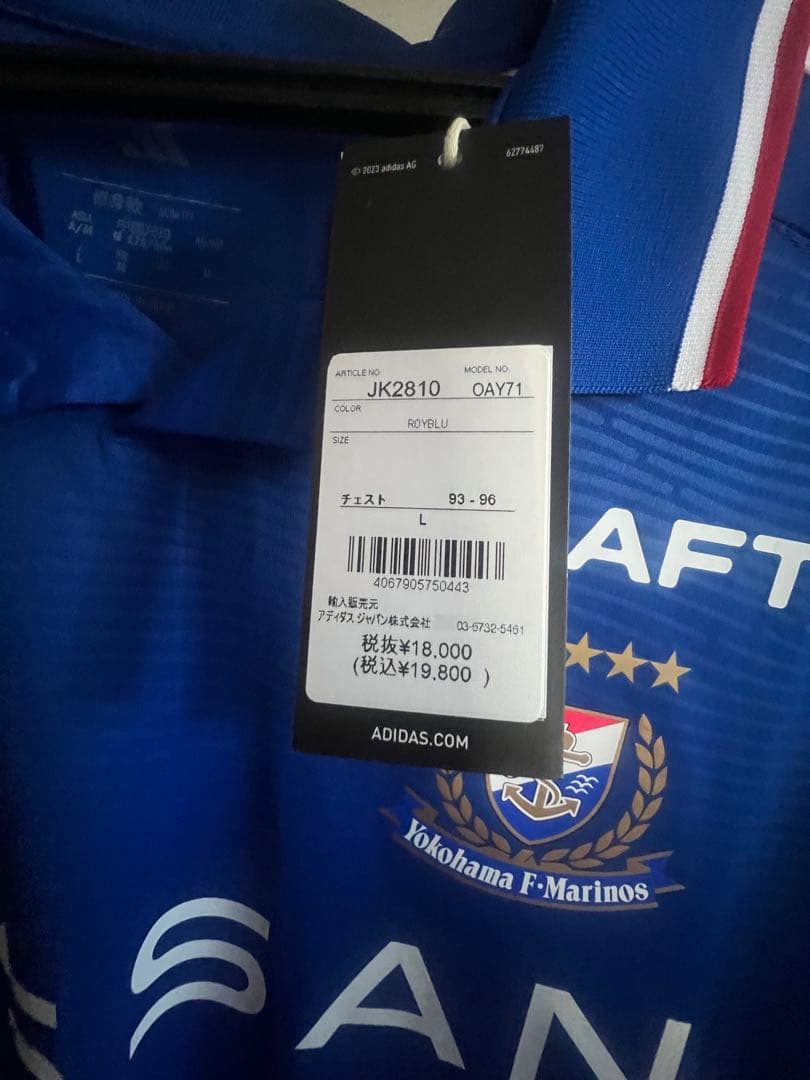 © 2023 adidas AG
62774487
ARTICLE NO
MODEL NO.
JK2810
OAY71
COLOR
ROYBLU
SIZE
チェスト 93 - 96
L
4067905750443
輸入販売元
アディダス ジャパン株式会社 03-6732-5461
税抜¥18,000
(税込¥19,800 )
ADIDAS.COM
ASIA
A/M
L
AFT
Yokohama F·Marinos
SAN